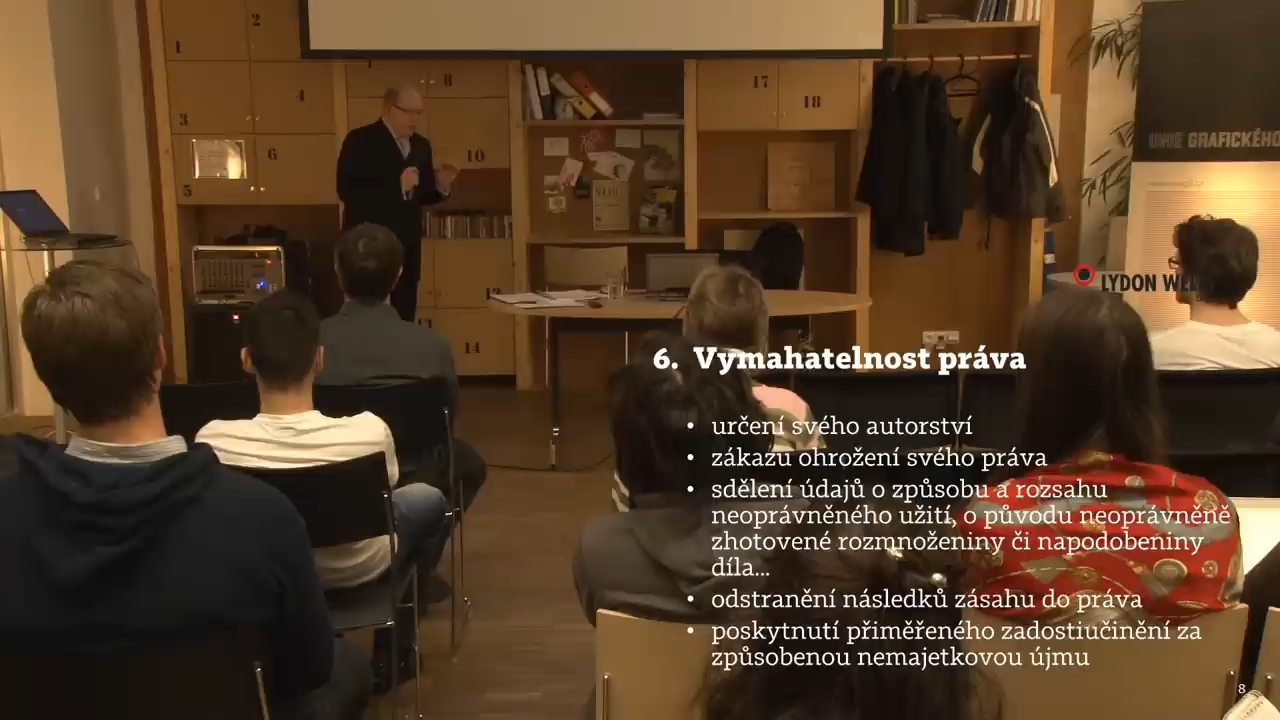 2
1
4
3
6
5
8
10
17
18
14
UNIE GRAFICKÉHO
LYDON WEL
6. Vymahatelnost práva
• určení svého autorství
• zákazu ohrožení svého práva
• sdělení údajů o způsobu a rozsahu
neoprávněného užití, o původu neoprávněně
zhotovené rozmnoženiny či napodobeniny
díla...
• odstranění následků zásahu do práva
• poskytnutí přiměřeného zadostiučinění za
způsobenou nemajetkovou újmu
8